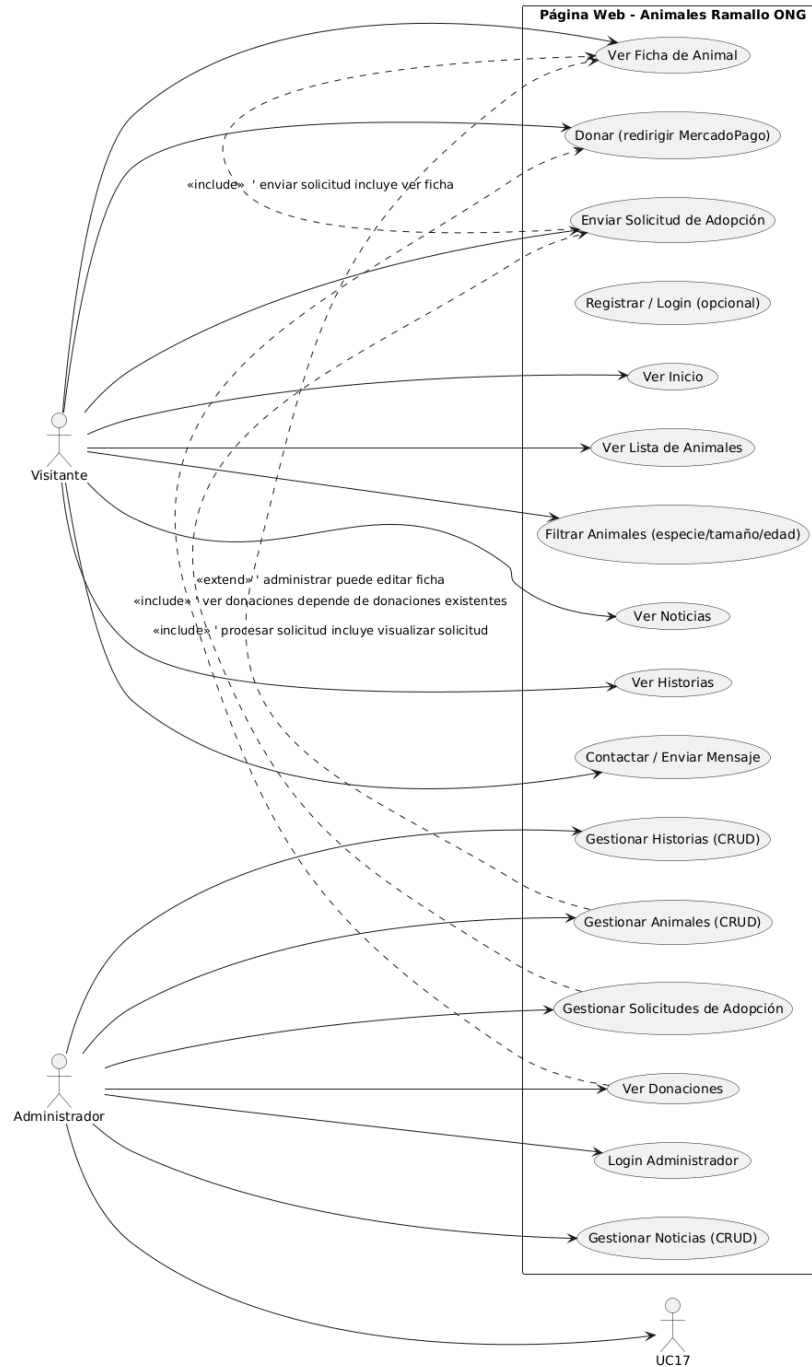 Página Web - Animales Ramallo ONG
Ver Ficha de Animal
Donar (redirigir MercadoPago)
«include» ' enviar solicitud incluye ver ficha
Enviar Solicitud de Adopción
Registrar / Login (opcional)
Ver Inicio
Ver Lista de Animales
Visitante
Filtrar Animales (especie/tamaño/edad)
«extend» ' administrar puede editar ficha
«include» ' ver donaciones depende de donaciones existentes
Ver Noticias
«include» ' procesar solicitud incluye visualizar solicitud
Ver Historias
Contactar / Enviar Mensaje
Gestionar Historias (CRUD)
Gestionar Animales (CRUD)
Gestionar Solicitudes de Adopción
Ver Donaciones
Administrador
Login Administrador
Gestionar Noticias (CRUD)
UC17